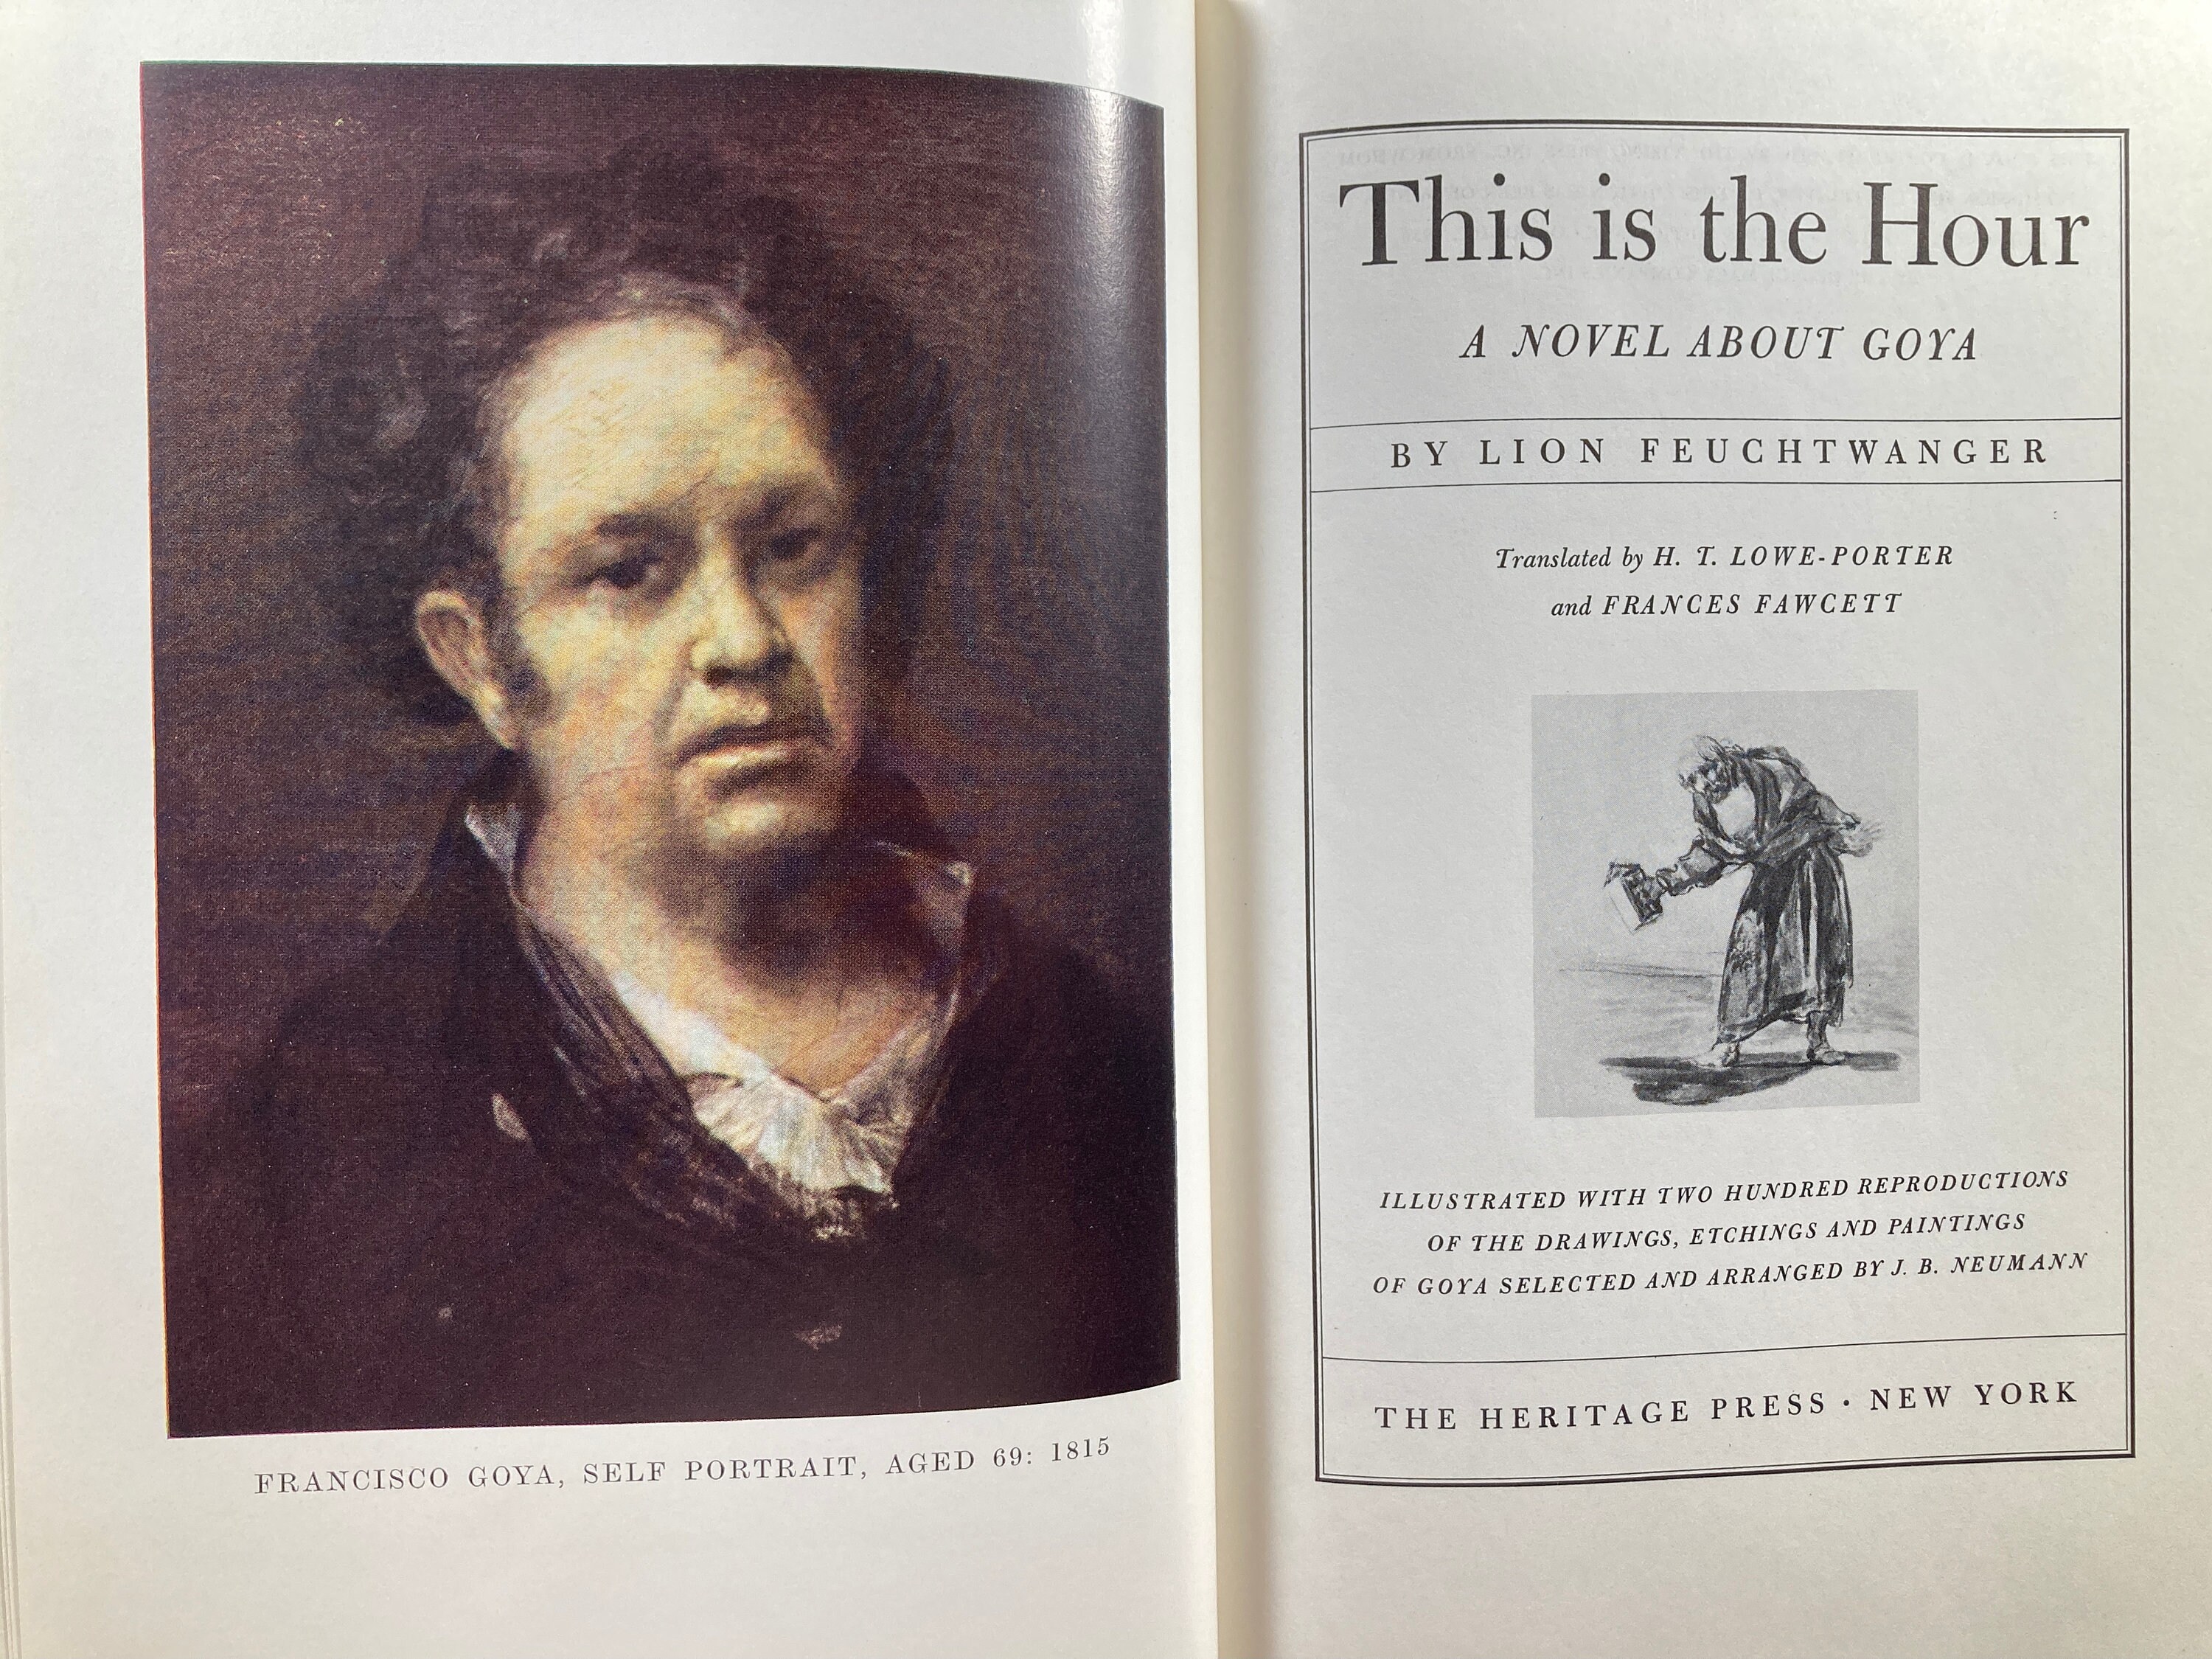 FRANCISCO GOYA, SELF PORTRAIT, AGED 69: 1815
This is the Hour
A NOVEL ABOUT GOYA
BY LION FEUCHTWANGER
Translated by H. T. LOWE-PORTER
and FRANCES FAWCETT
ILLUSTRATED WITH TWO HUNDRED REPRODUCTIONS
OF THE DRAWINGS, ETCHINGS AND PAINTINGS
OF GOYA SELECTED AND ARRANGED BY J. B. NEUMANN
THE HERITAGE PRESS · NEW YORK